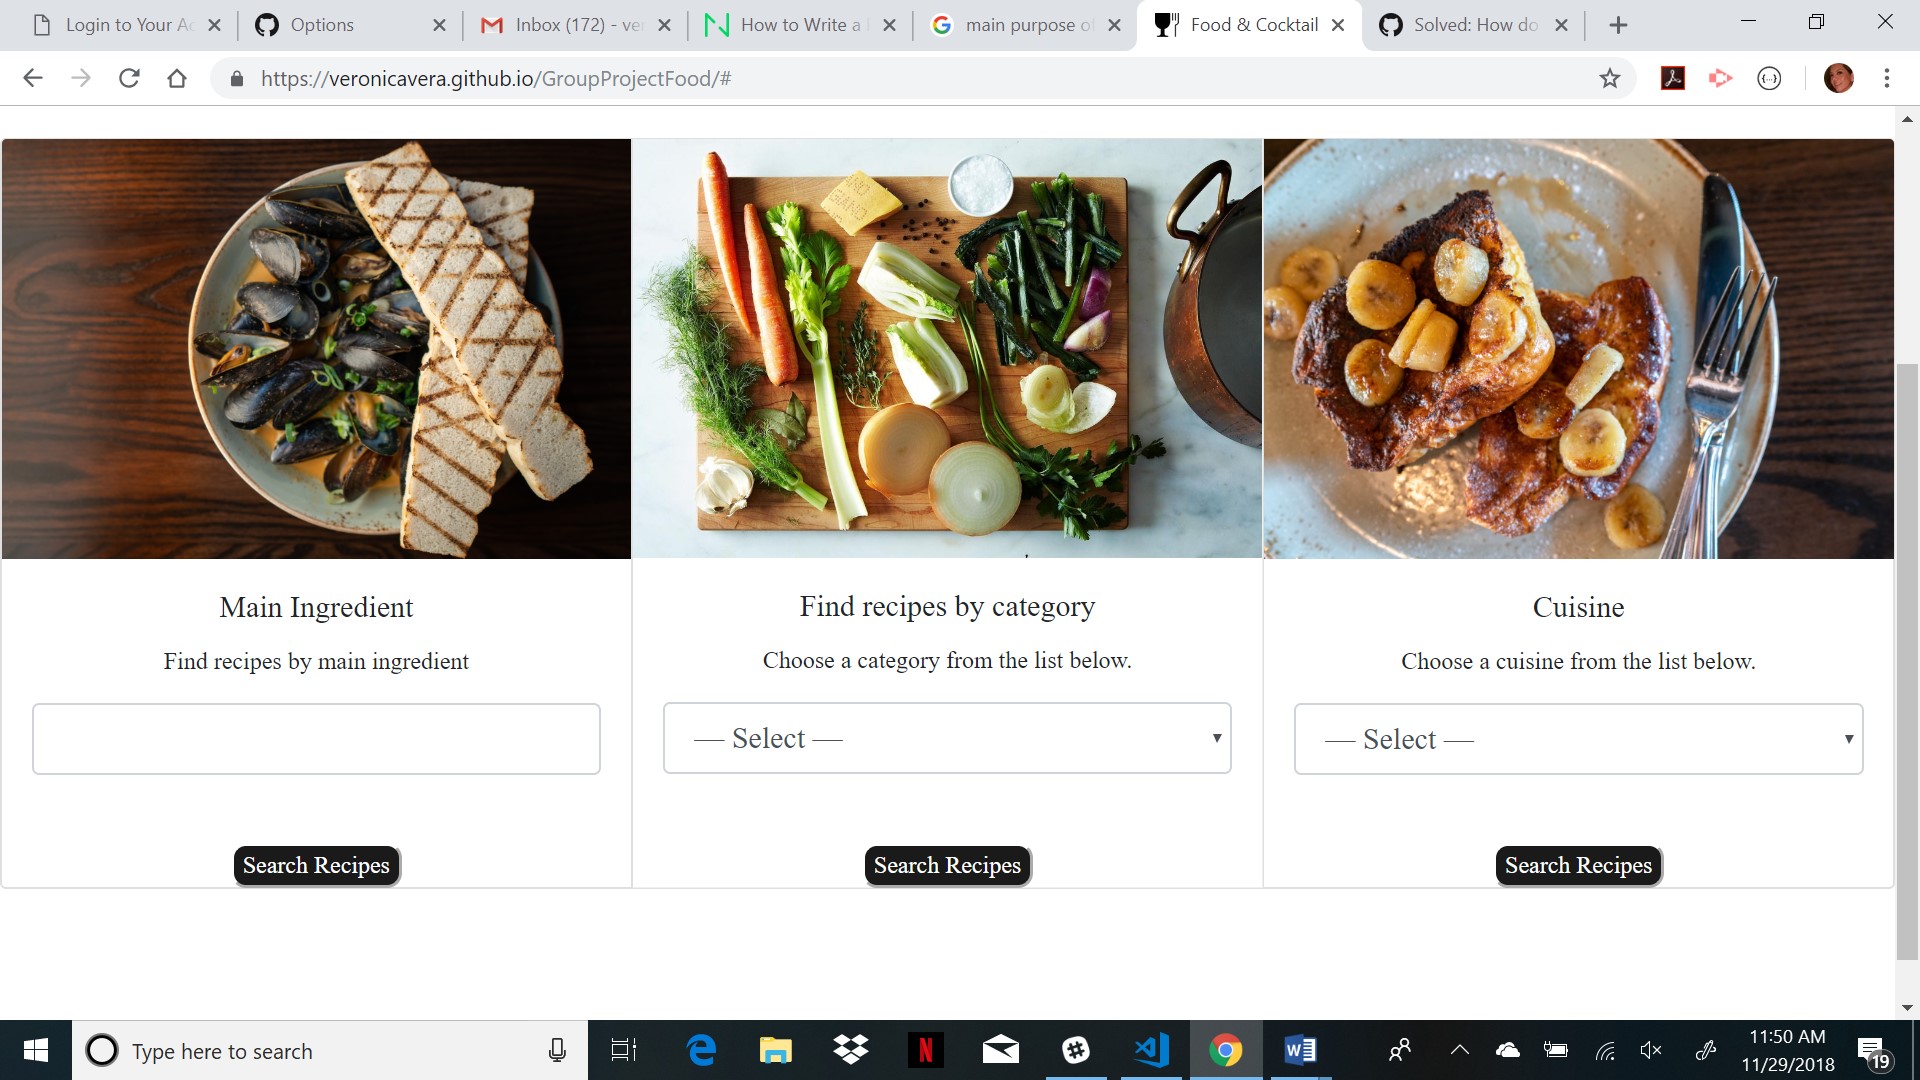 Login to Your Ac
Options
Inbox (172) - ver
How to Write a
main purpose of
Food & Cocktail
Solved: How do
https://veronicavera.github.io/GroupProjectFood/#
Main Ingredient
Find recipes by main ingredient
Search Recipes
Find recipes by category
Choose a category from the list below.
— Select —
Search Recipes
Cuisine
Choose a cuisine from the list below.
— Select —
Search Recipes
Type here to search
11:50 AM
11/29/2018
19